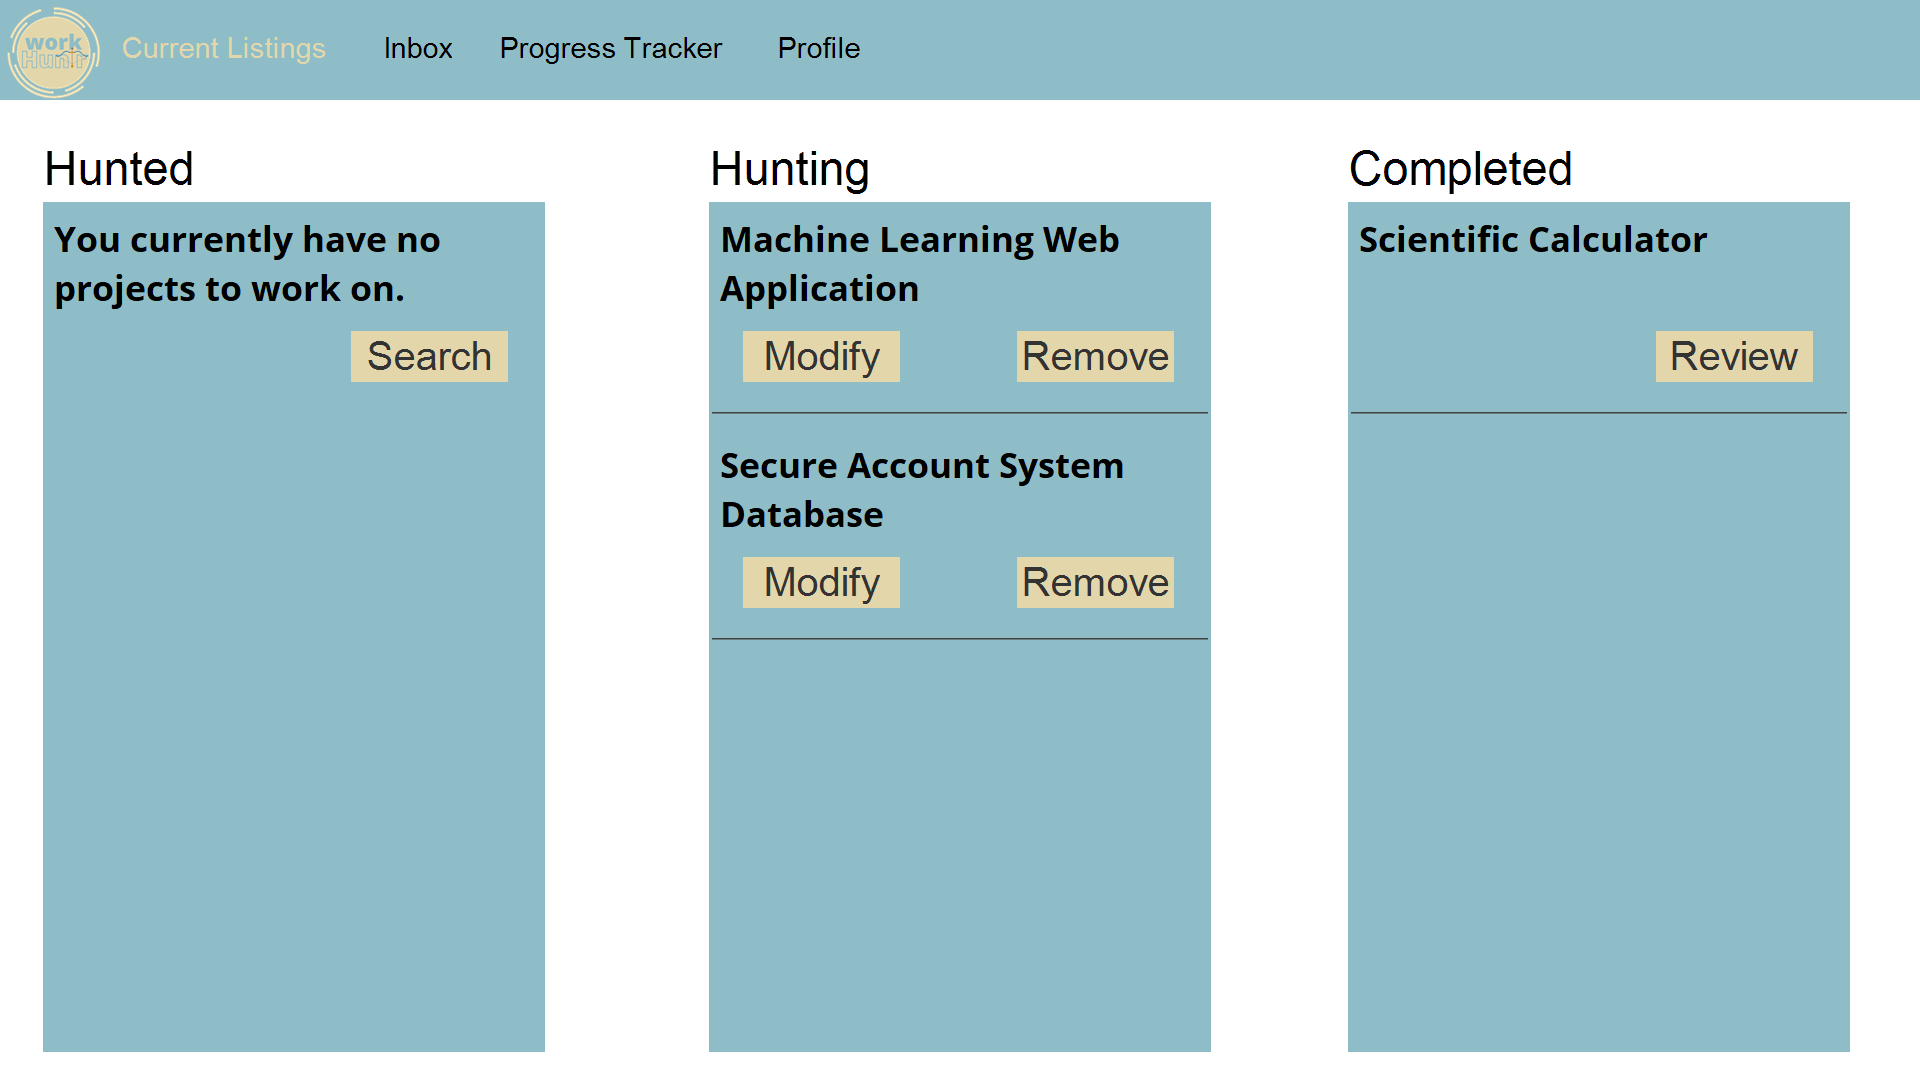 work
Huntr
Current Listings
Inbox
Progress Tracker
Profile
Hunted
You currently have no
projects to work on.
Search
Hunting
Machine Learning Web
Application
Modify
Remove
Secure Account System
Database
Modify
Remove
Completed
Scientific Calculator
Review